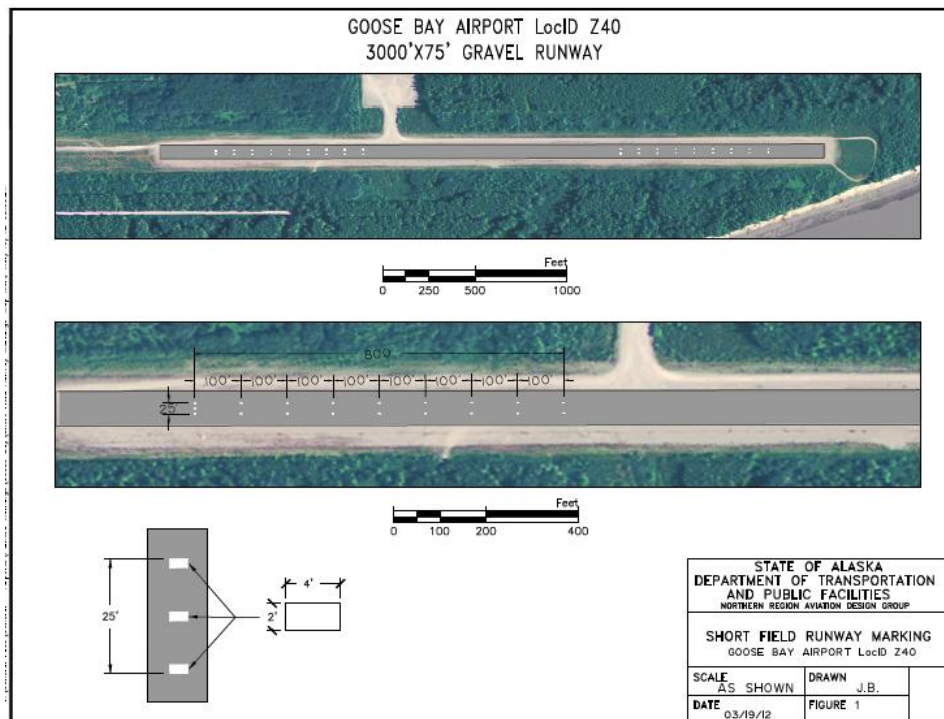 GOOSE BAY AIRPORT LocID Z40
3000'X75' GRAVEL RUNWAY
Feet
0 250 500 1000
800
100' 100' 100' 100' 100' 100' 100' 100'
25'
Feet
0 100 200 400
25'
4'
2'
STATE OF ALASKA
DEPARTMENT OF TRANSPORTATION
AND PUBLIC FACILITIES
NORTHERN REGION AVIATION DESIGN GROUP
SHORT FIELD RUNWAY MARKING
GOOSE BAY AIRPORT LocID Z40
SCALE AS SHOWN
DRAWN J.B.
DATE 03/19/12
FIGURE 1